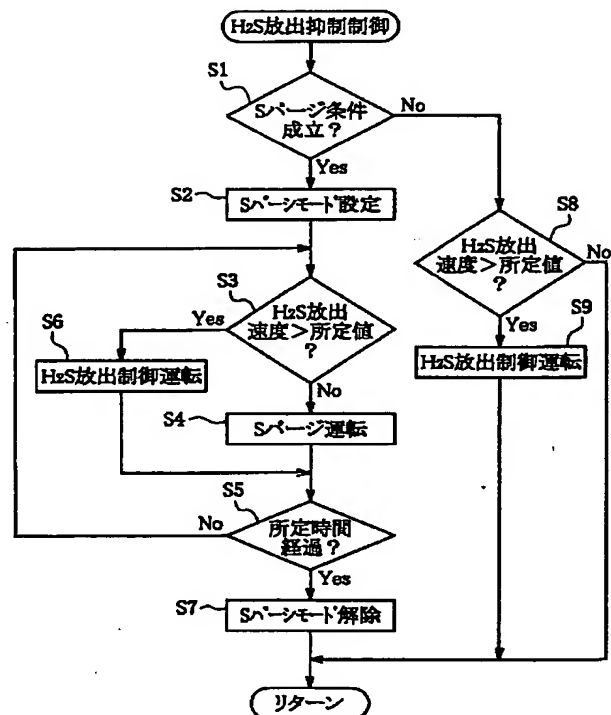 H₂S放出抑制制御
S1
Sパージ条件
成立？
No
Yes
S2
Sパージモード設定
S8
H₂S放出
速度＞所定値
？
No
Yes
S3
H₂S放出
速度＞所定値
？
Yes
No
S6
H₂S放出制御運転
S9
H₂S放出制御運転
S4
Sパージ運転
S5
所定時間
経過？
No
Yes
S7
Sパージモード解除
リターン